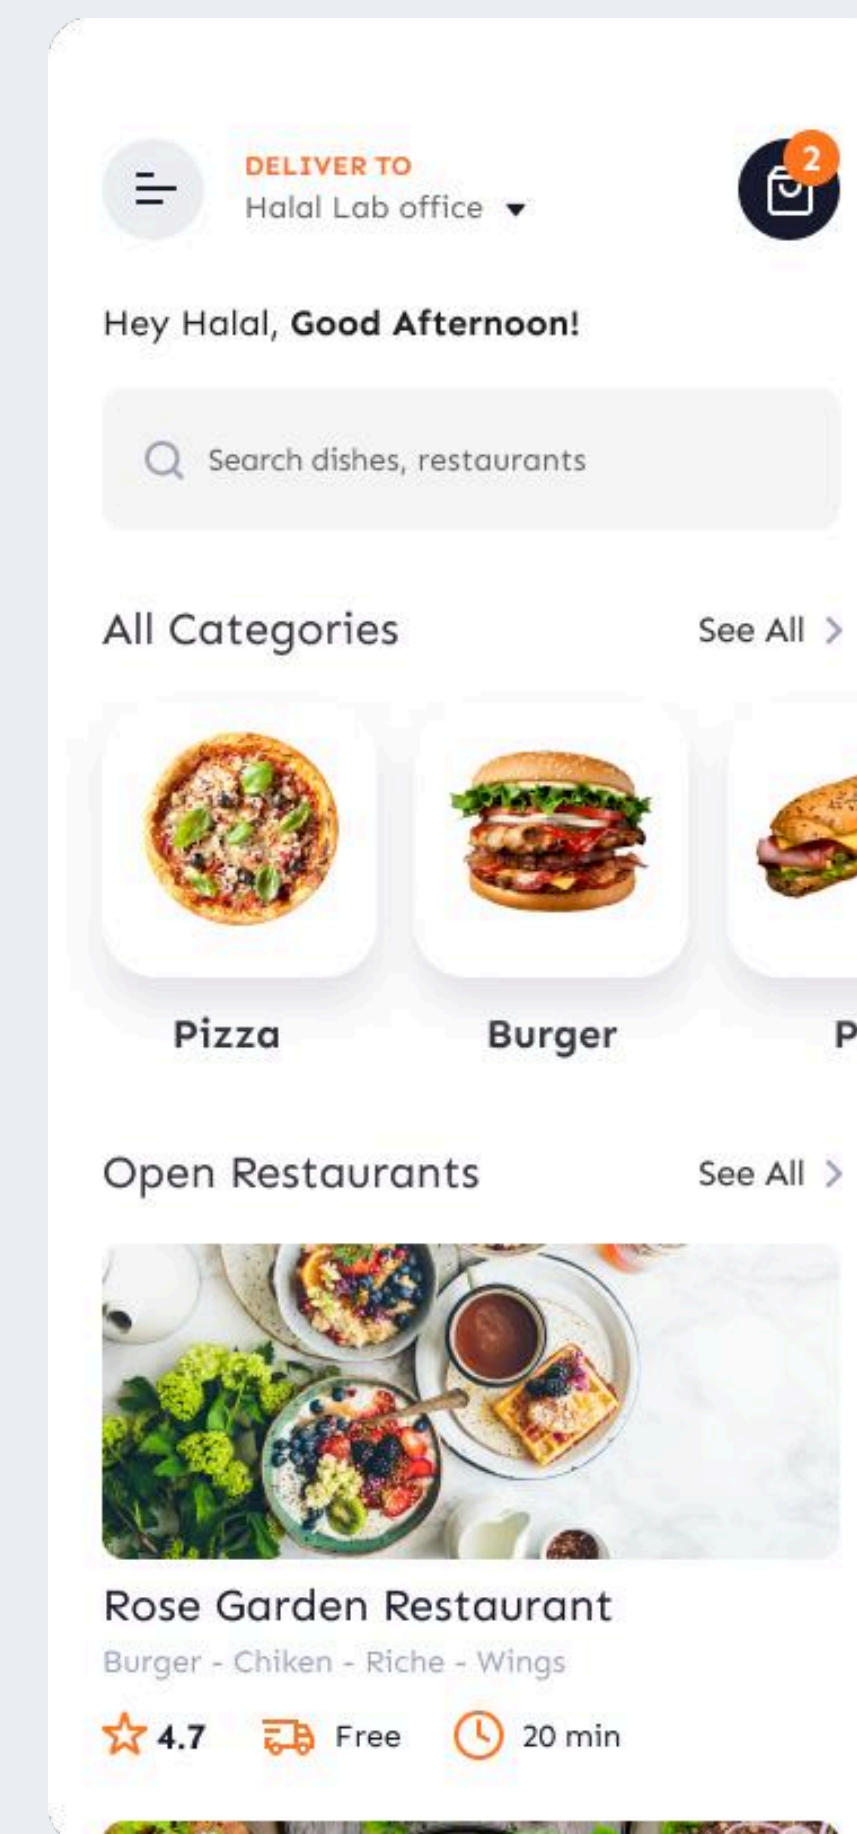 DELIVER TO
Halal Lab office
2
Hey Halal, Good Afternoon!
Search dishes, restaurants
All Categories
See All
Pizza
Burger
P
Open Restaurants
See All
Rose Garden Restaurant
Burger - Chiken - Riche - Wings
4.7
Free
20 min